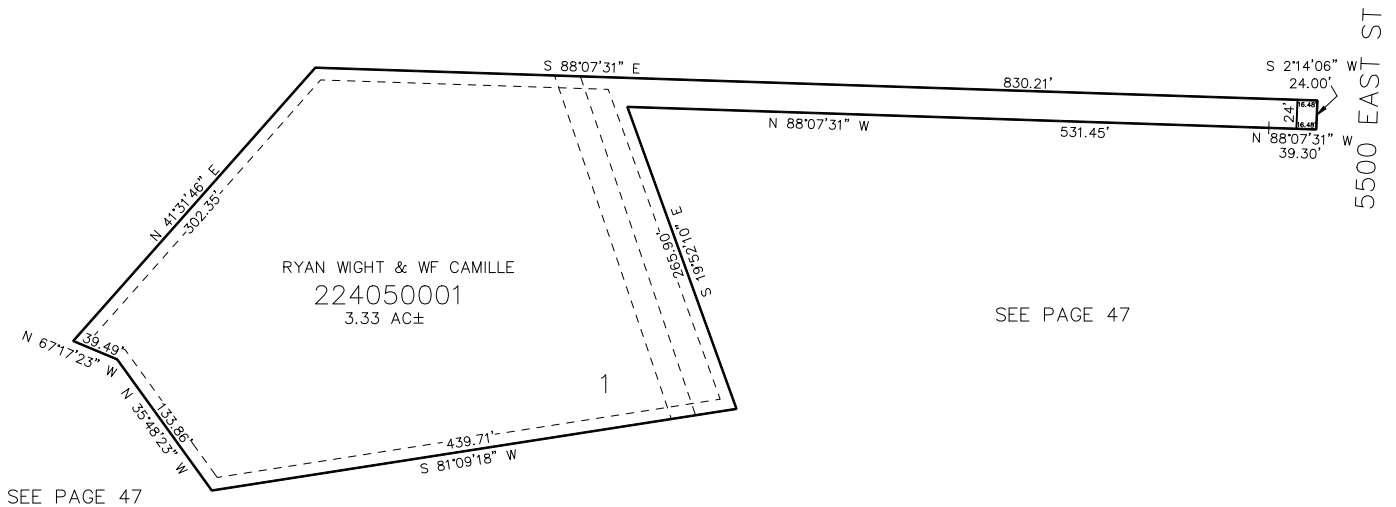 S 88°07'31" E
830.21'
S 2°14'06" W
24.00'
5500 EAST ST
24'
16.48'
16.48'
N 88°07'31" W
39.30'
N 88°07'31" W
531.45'
N 41°31'46" E
302.35'
S 19°52'10" E
265.90'
RYAN WIGHT & WF CAMILLE
224050001
3.33 AC±
SEE PAGE 47
39.49'
N 67°17'23" W
133.86'
N 35°48'23" W
1
439.71'
S 81°09'18" W
SEE PAGE 47